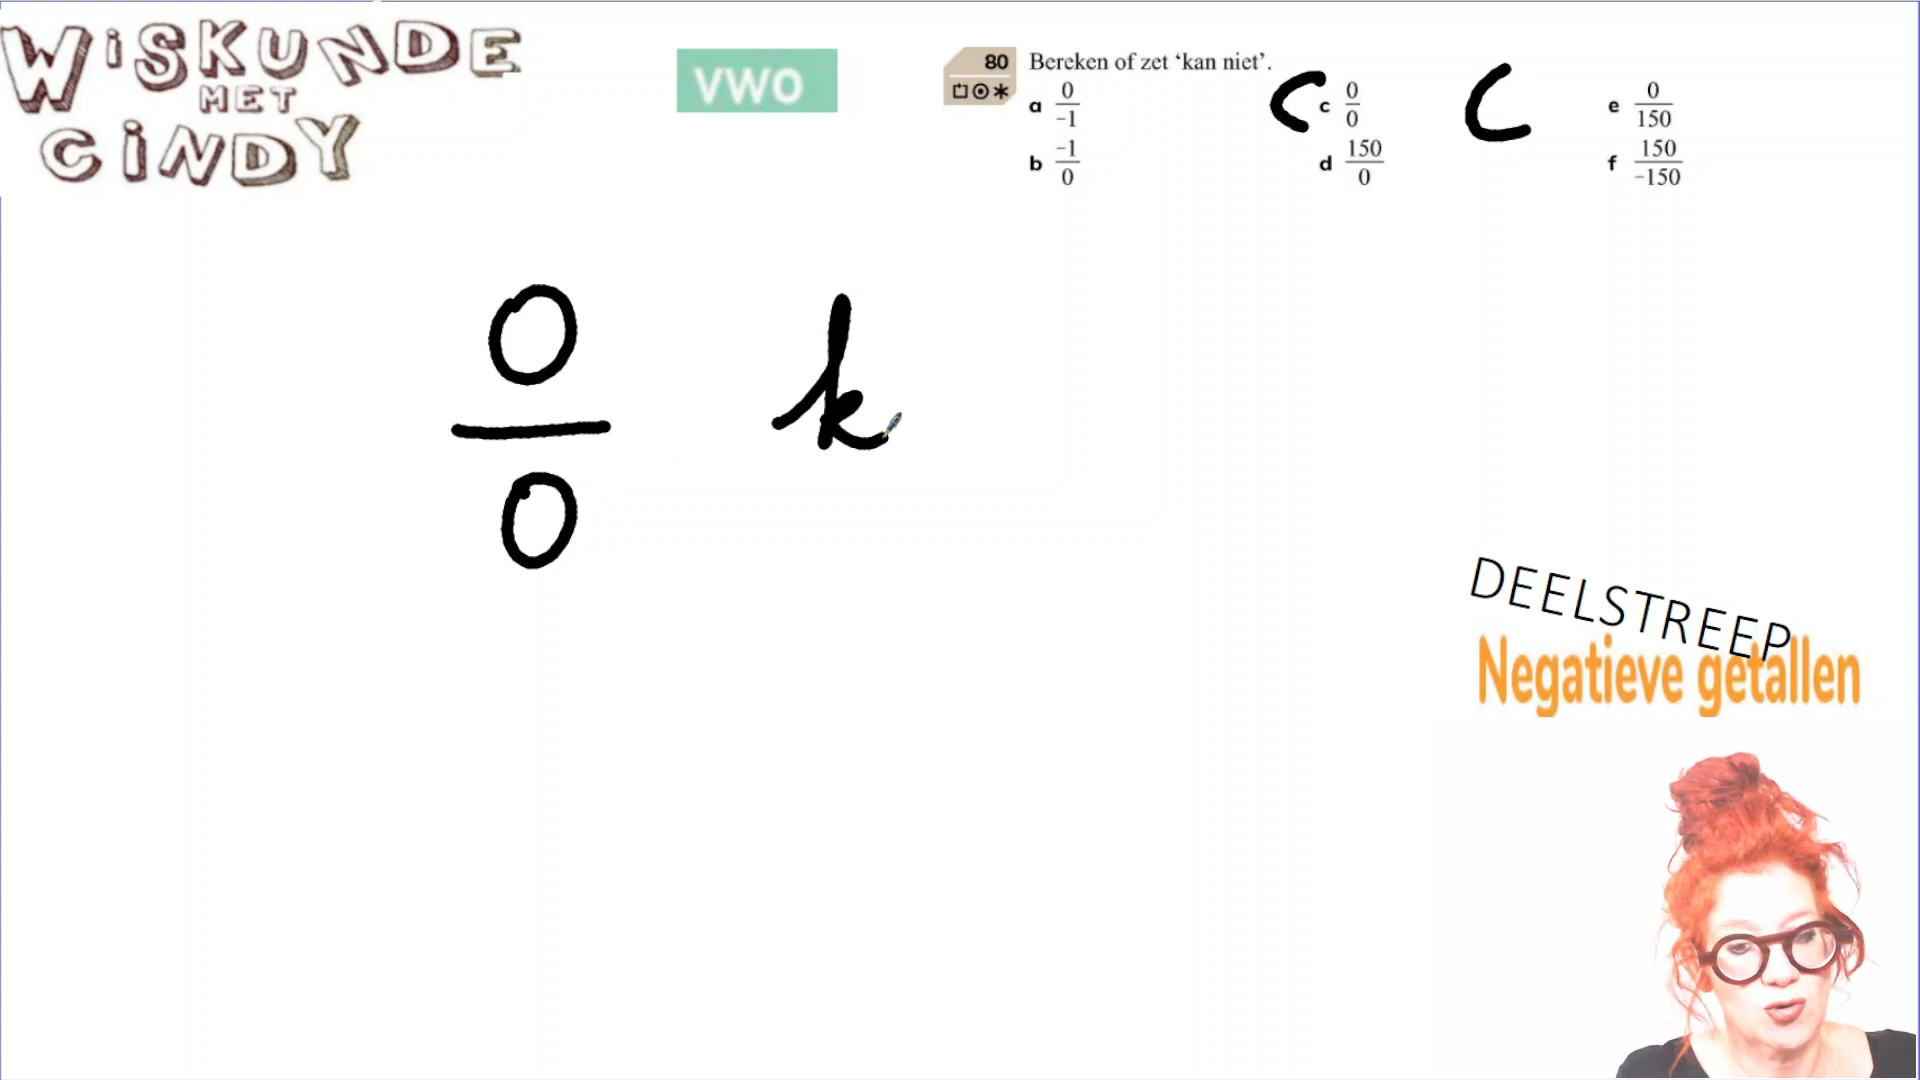 WiSKUNDE
MET
CiNDY
VWO
80 Bereken of zet ‘kan niet’.
a 0/-1
b -1/0
c 0/0
d 150/0
e 0/150
f 150/-150
C
C
0/0 k
DEELSTREEP
Negatieve getallen